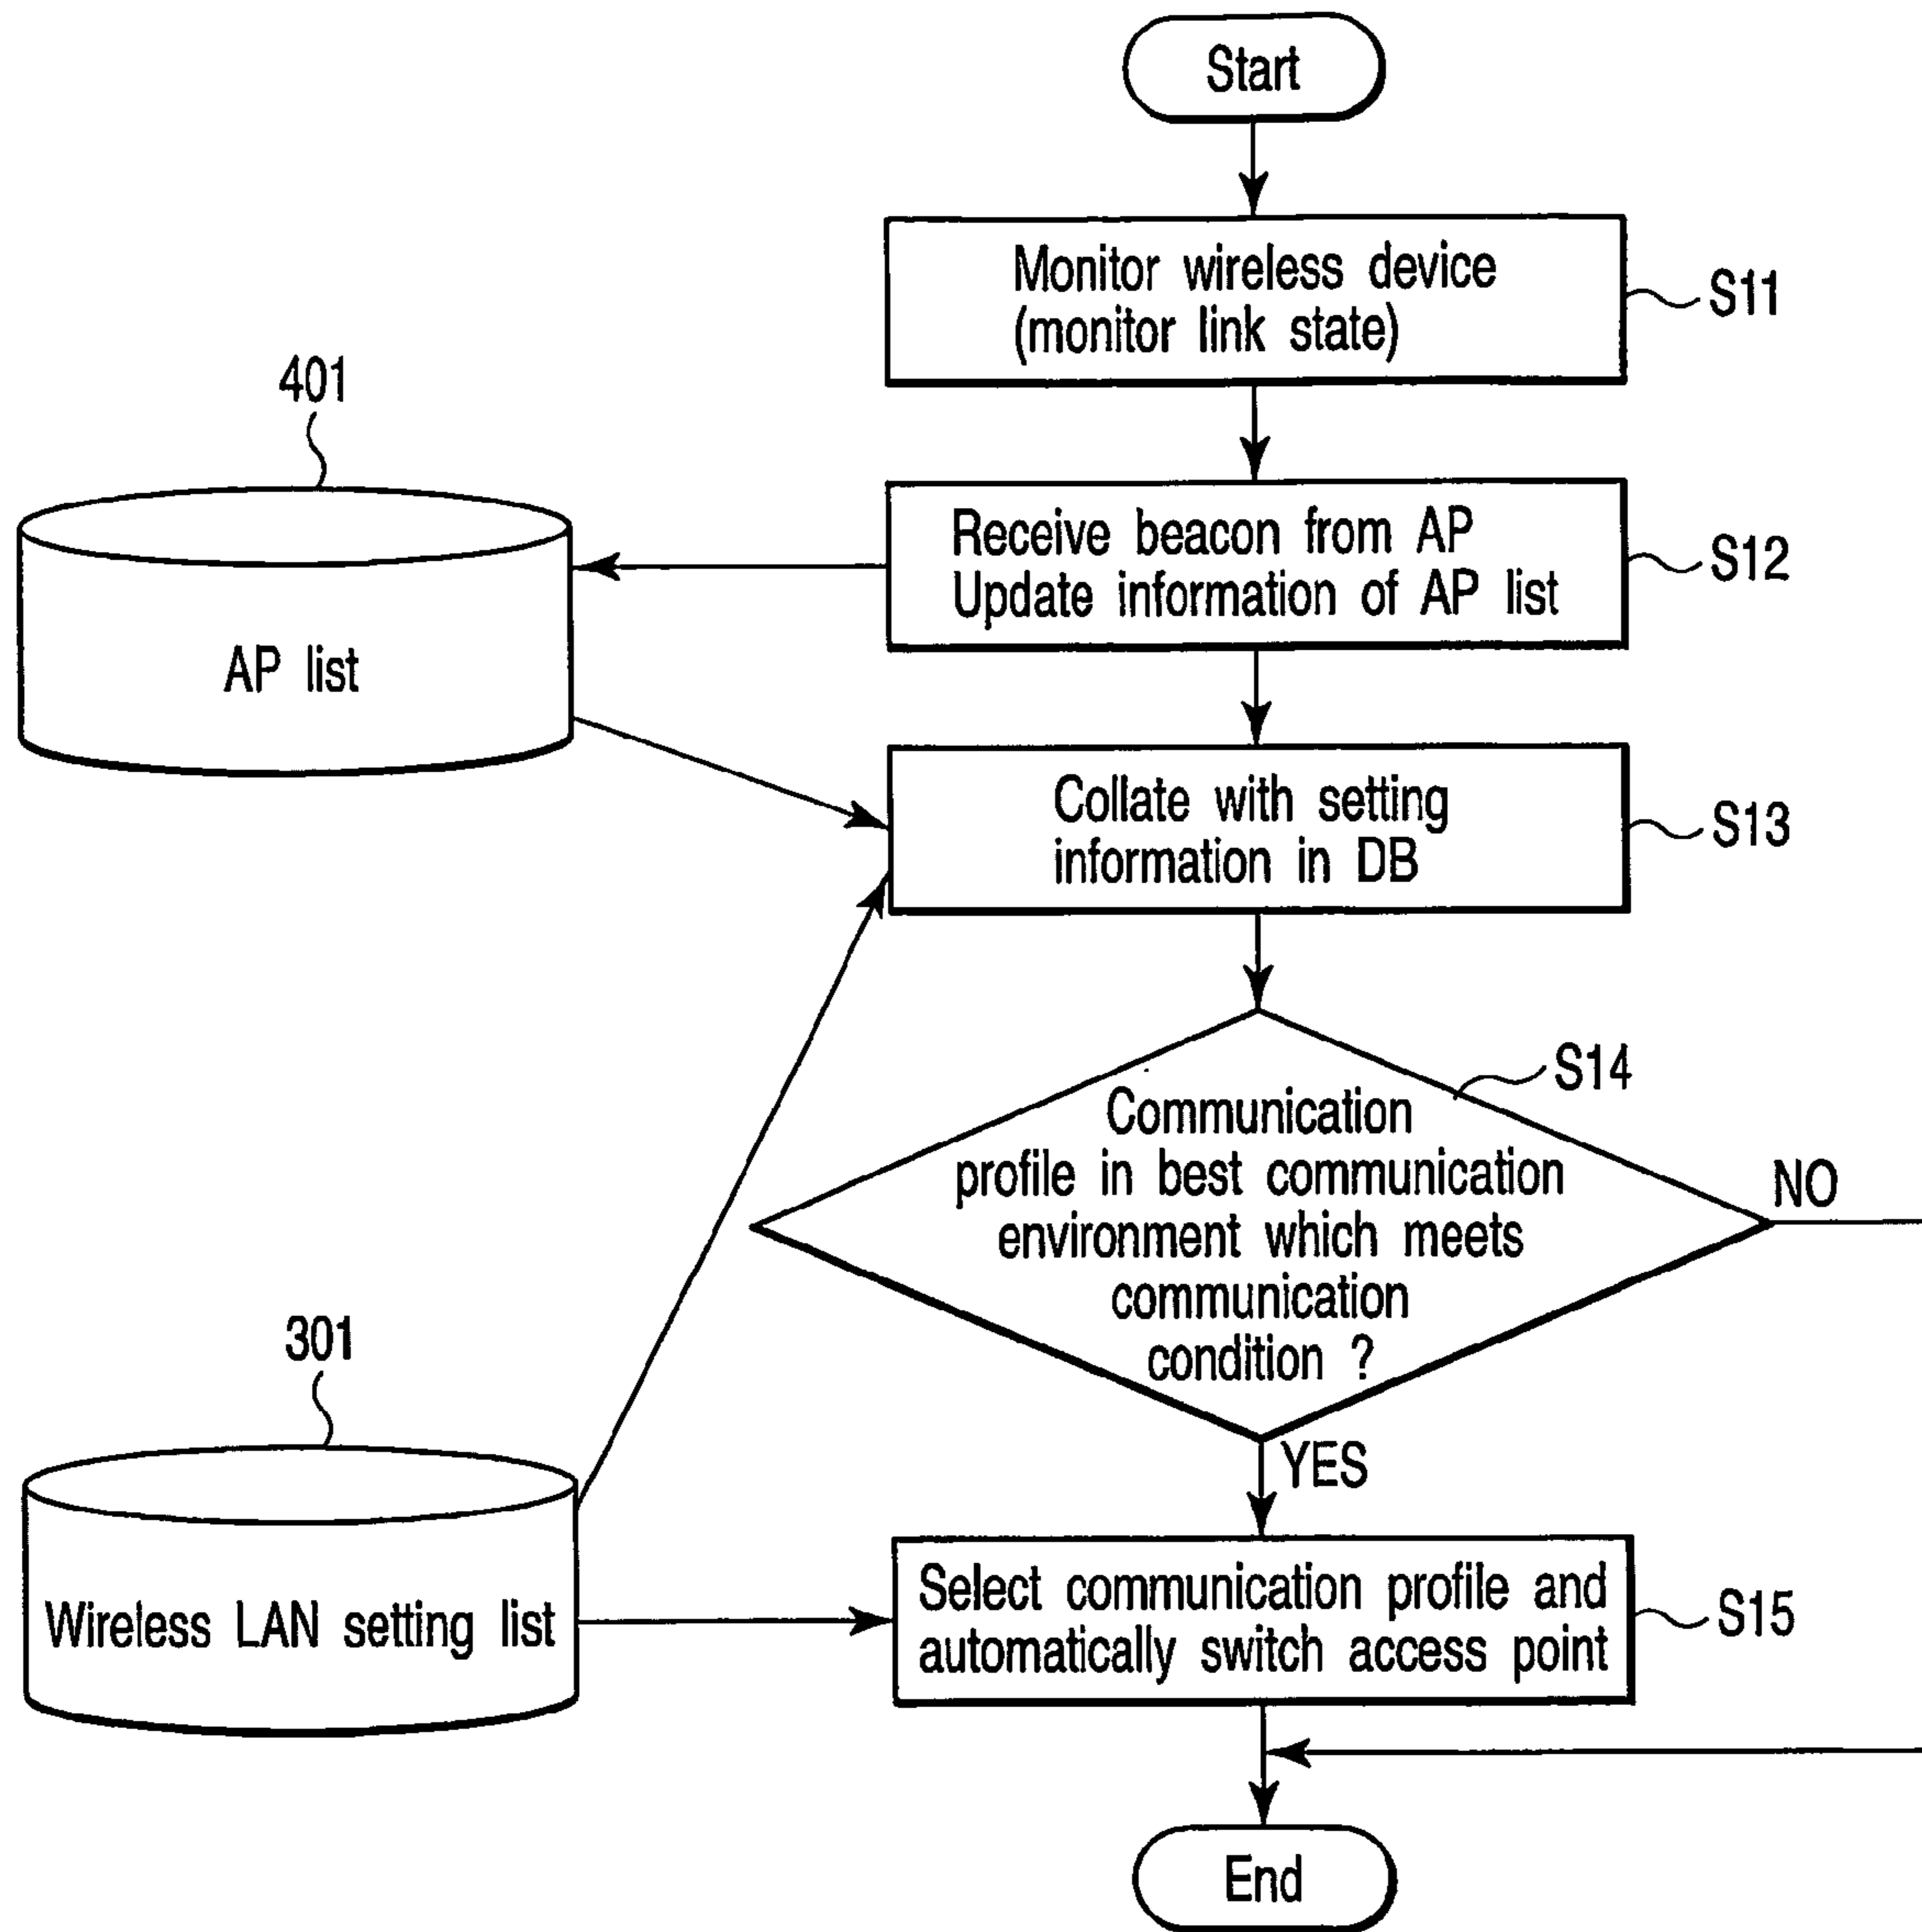 Start
Monitor wireless device
(monitor link state)
S11
401
AP list
Receive beacon from AP
Update information of AP list
S12
Collate with setting
information in DB
S13
S14
Communication
profile in best communication
environment which meets
communication
condition ?
NO
YES
301
Wireless LAN setting list
Select communication profile and
automatically switch access point
S15
End